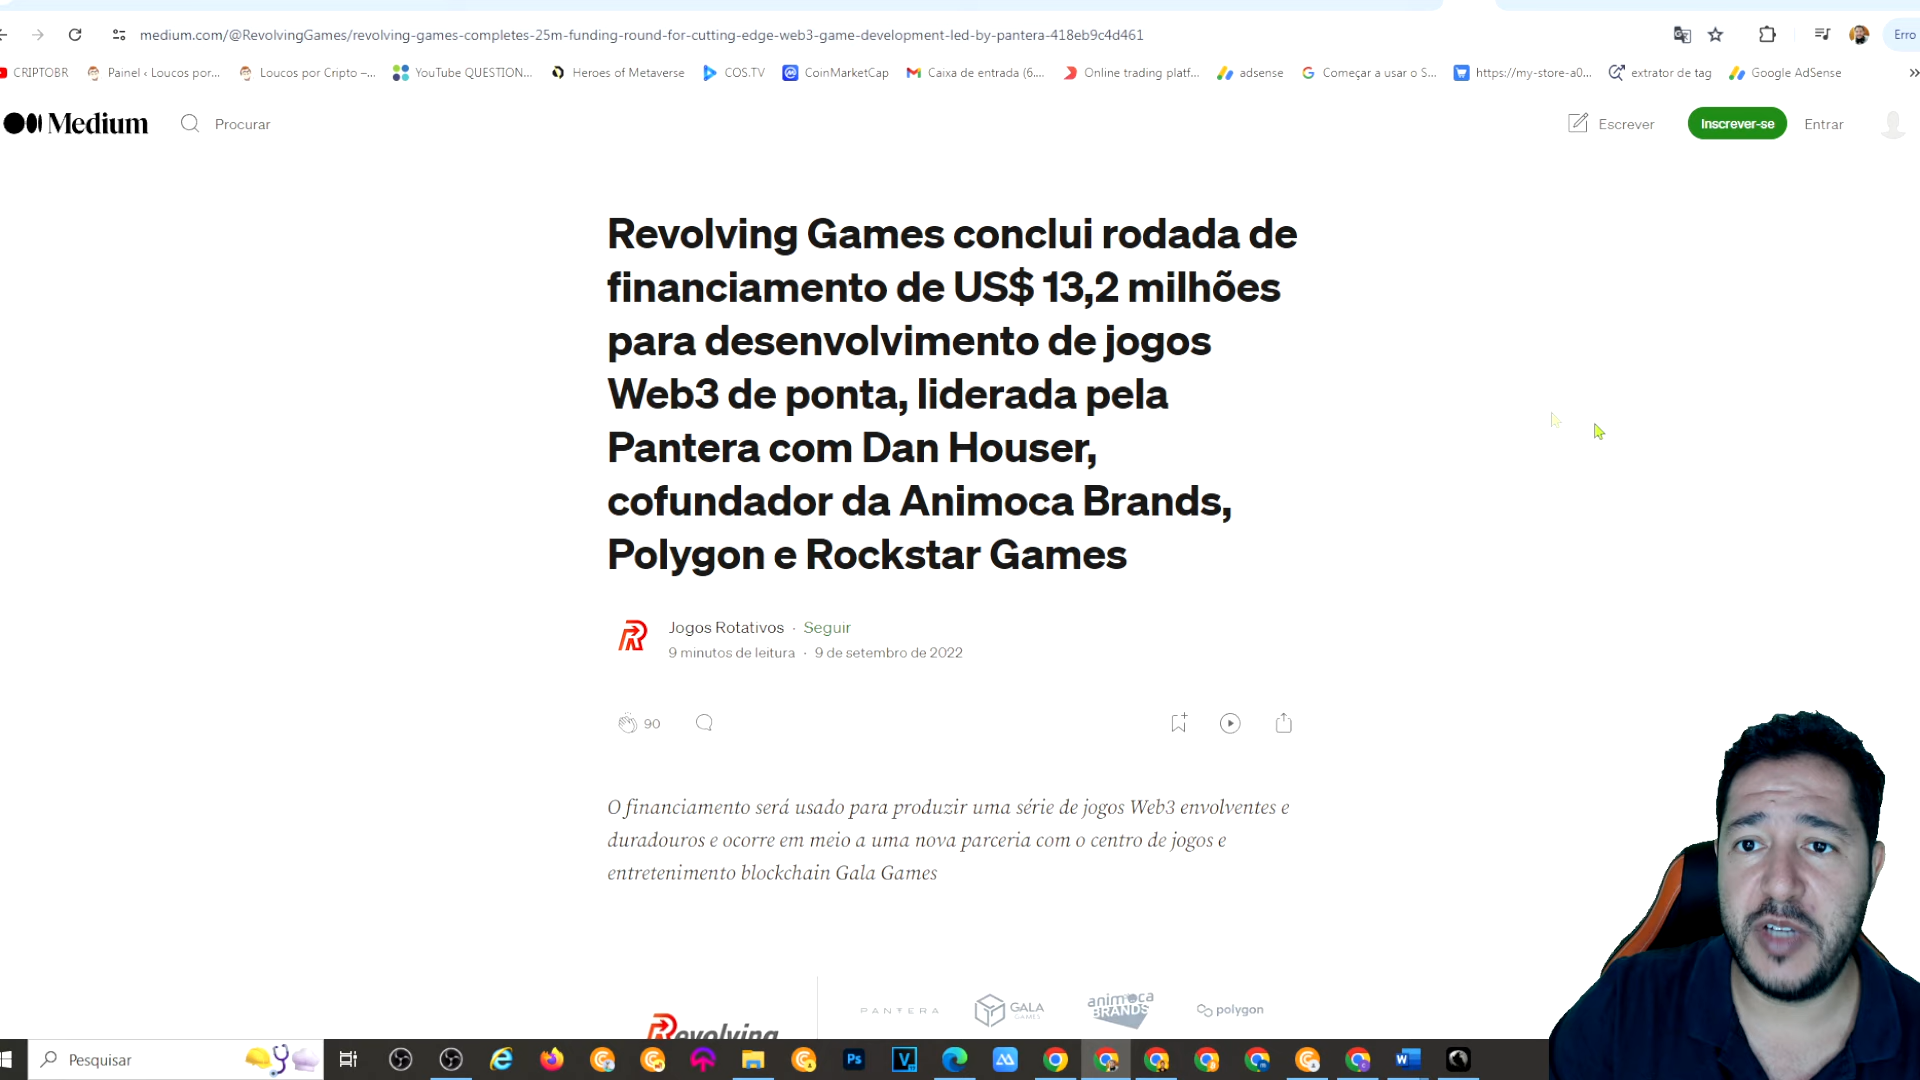 medium.com/@RevolvingGames/revolving-games-completes-25m-funding-round-for-cutting-edge-web3-game-development-led-by-pantera-418eb9c4d461
Erro
CRIPTOBR
Painel ‹ Loucos por...
Loucos por Cripto –...
YouTube QUESTION...
Heroes of Metaverse
COS.TV
CoinMarketCap
Caixa de entrada (6....
Online trading platf...
adsense
Começar a usar o S...
https://my-store-a0...
extrator de tag
Google AdSense
Medium
Procurar
Escrever
Inscrever-se
Entrar
Revolving Games conclui rodada de
financiamento de US$ 13,2 milhões
para desenvolvimento de jogos
Web3 de ponta, liderada pela
Pantera com Dan Houser,
cofundador da Animoca Brands,
Polygon e Rockstar Games
Jogos Rotativos · Seguir
9 minutos de leitura · 9 de setembro de 2022
90
O financiamento será usado para produzir uma série de jogos Web3 envolventes e
duradouros e ocorre em meio a uma nova parceria com o centro de jogos e
entretenimento blockchain Gala Games
Revolving
PANTERA
GALA
GAMES
animoca
BRANDS
polygon
Pesquisar
Ps
V
W